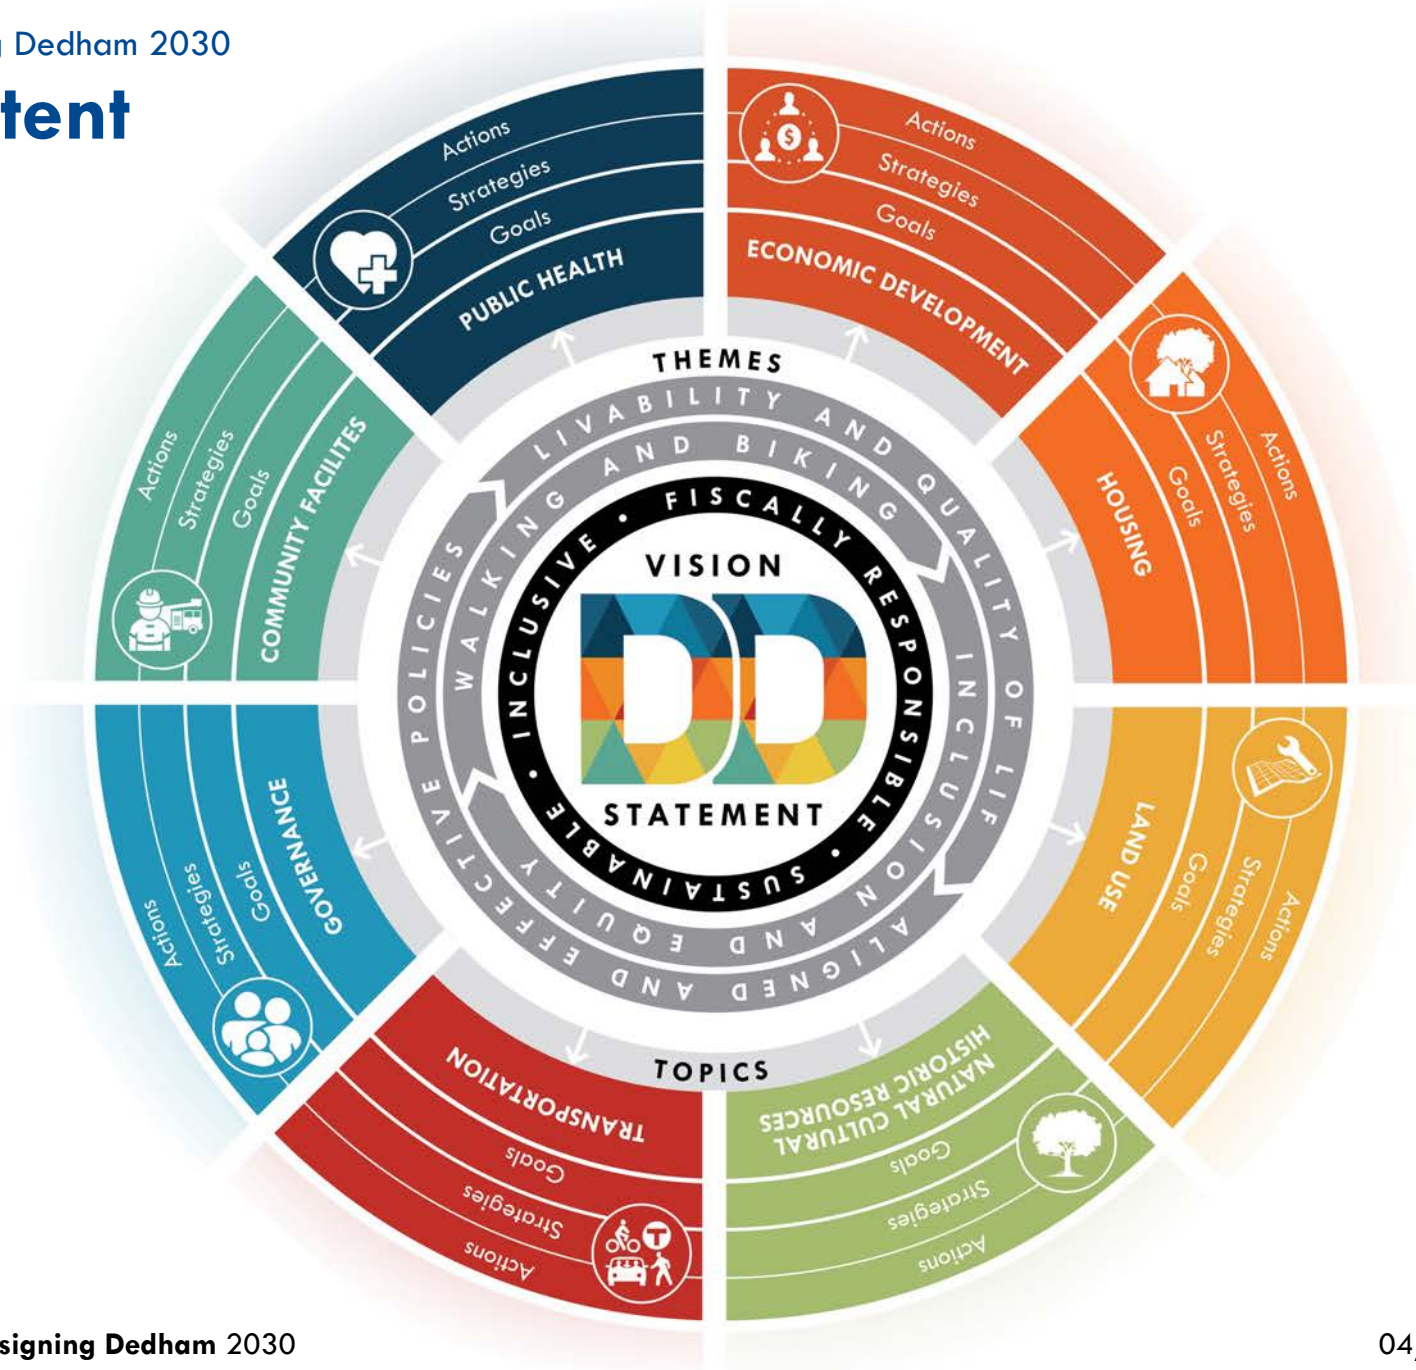 g Dedham 2030
tent
Actions
Strategies
Goals
PUBLIC HEALTH
Actions
Strategies
Goals
ECONOMIC DEVELOPMENT
Actions
Strategies
Goals
HOUSING
Actions
Strategies
Goals
LAND USE
Actions
Strategies
Goals
NATURAL CULTURAL
HISTORIC RESOURCES
Actions
Strategies
Goals
TRANSPORTATION
Actions
Strategies
Goals
GOVERNANCE
Actions
Strategies
Goals
COMMUNITY FACILITES
THEMES
LIVABILITY AND QUALITY OF LIF
ALIGNED AND EFFECTIVE POLICIES
WALKING AND BIKING
INCLUSION AND EQUITY
INCLUSIVE • FISCALLY RESPONSIBLE • SUSTAINABLE •
VISION
DD
STATEMENT
TOPICS
$
T
signing Dedham 2030
04